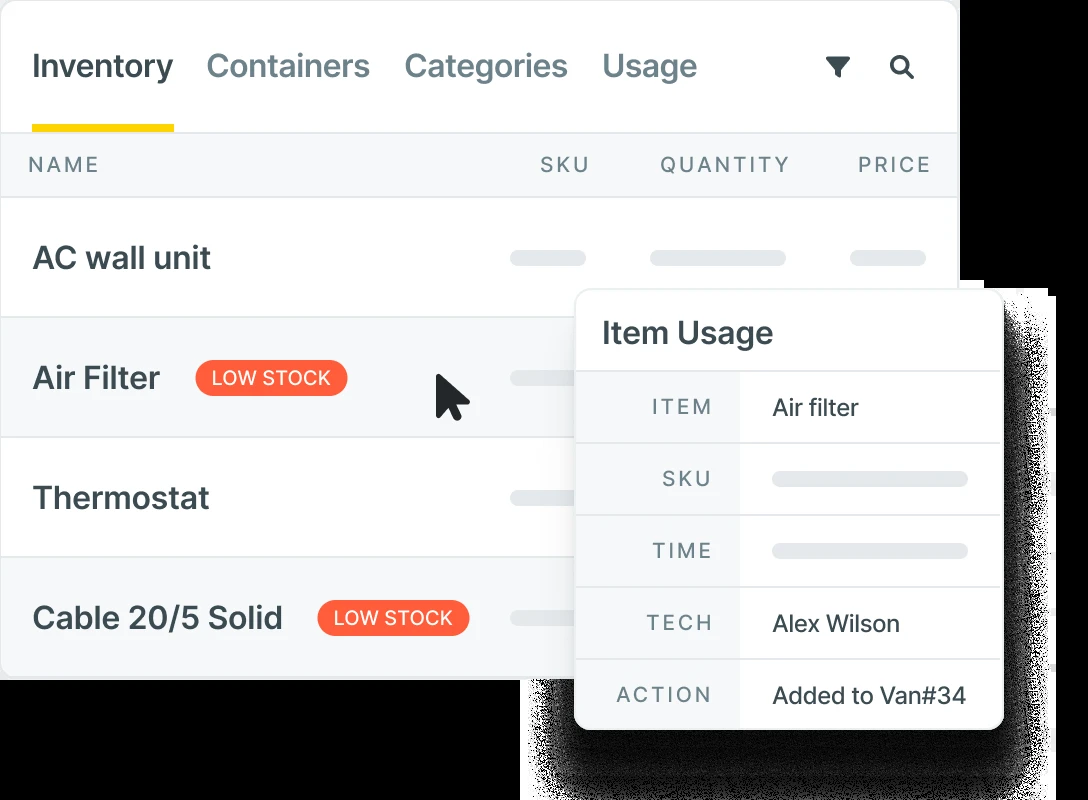 Inventory Containers Categories Usage
NAME SKU QUANTITY PRICE
AC wall unit
Air Filter LOW STOCK
Thermostat
Cable 20/5 Solid LOW STOCK
Item Usage
ITEM Air filter
SKU
TIME
TECH Alex Wilson
ACTION Added to Van#34